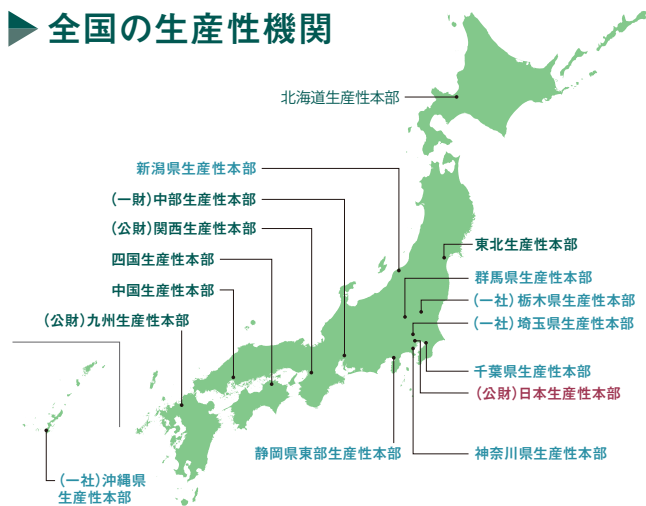 全国の生産性機関
北海道生産性本部
新潟県生産性本部
(一財)中部生産性本部
(公財)関西生産性本部
四国生産性本部
中国生産性本部
(公財)九州生産性本部
東北生産性本部
群馬県生産性本部
(一社)栃木県生産性本部
(一社)埼玉県生産性本部
千葉県生産性本部
(公財)日本生産性本部
静岡県東部生産性本部
神奈川県生産性本部
(一社)沖縄県
生産性本部